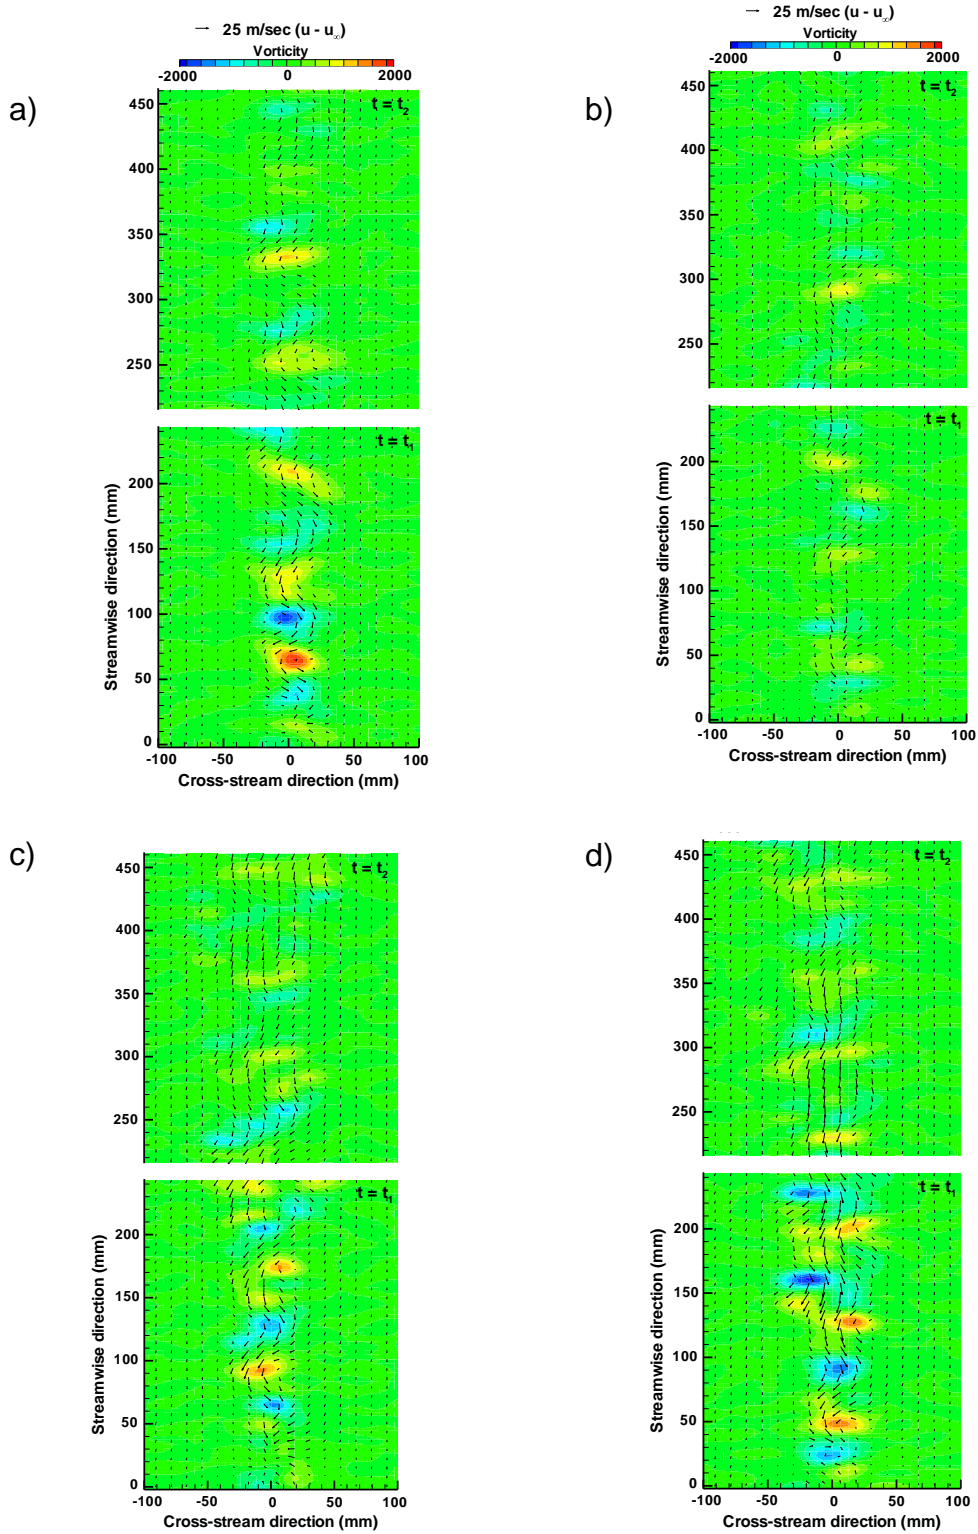 25 m/sec (u - u∞)
Vorticity
-2000 0 2000
a)
t = t2
450
400
350
300
250
t = t1
200
150
100
50
0
Streamwise direction (mm)
-100 -50 0 50 100
Cross-stream direction (mm)
25 m/sec (u - u∞)
Vorticity
-2000 0 2000
b)
t = t2
450
400
350
300
250
t = t1
200
150
100
50
0
Streamwise direction (mm)
-100 -50 0 50 100
Cross-stream direction (mm)
c)
t = t2
450
400
350
300
250
t = t1
200
150
100
50
0
Streamwise direction (mm)
-100 -50 0 50 100
Cross-stream direction (mm)
d)
t = t2
450
400
350
300
250
t = t1
200
150
100
50
0
Streamwise direction (mm)
-100 -50 0 50 100
Cross-stream direction (mm)